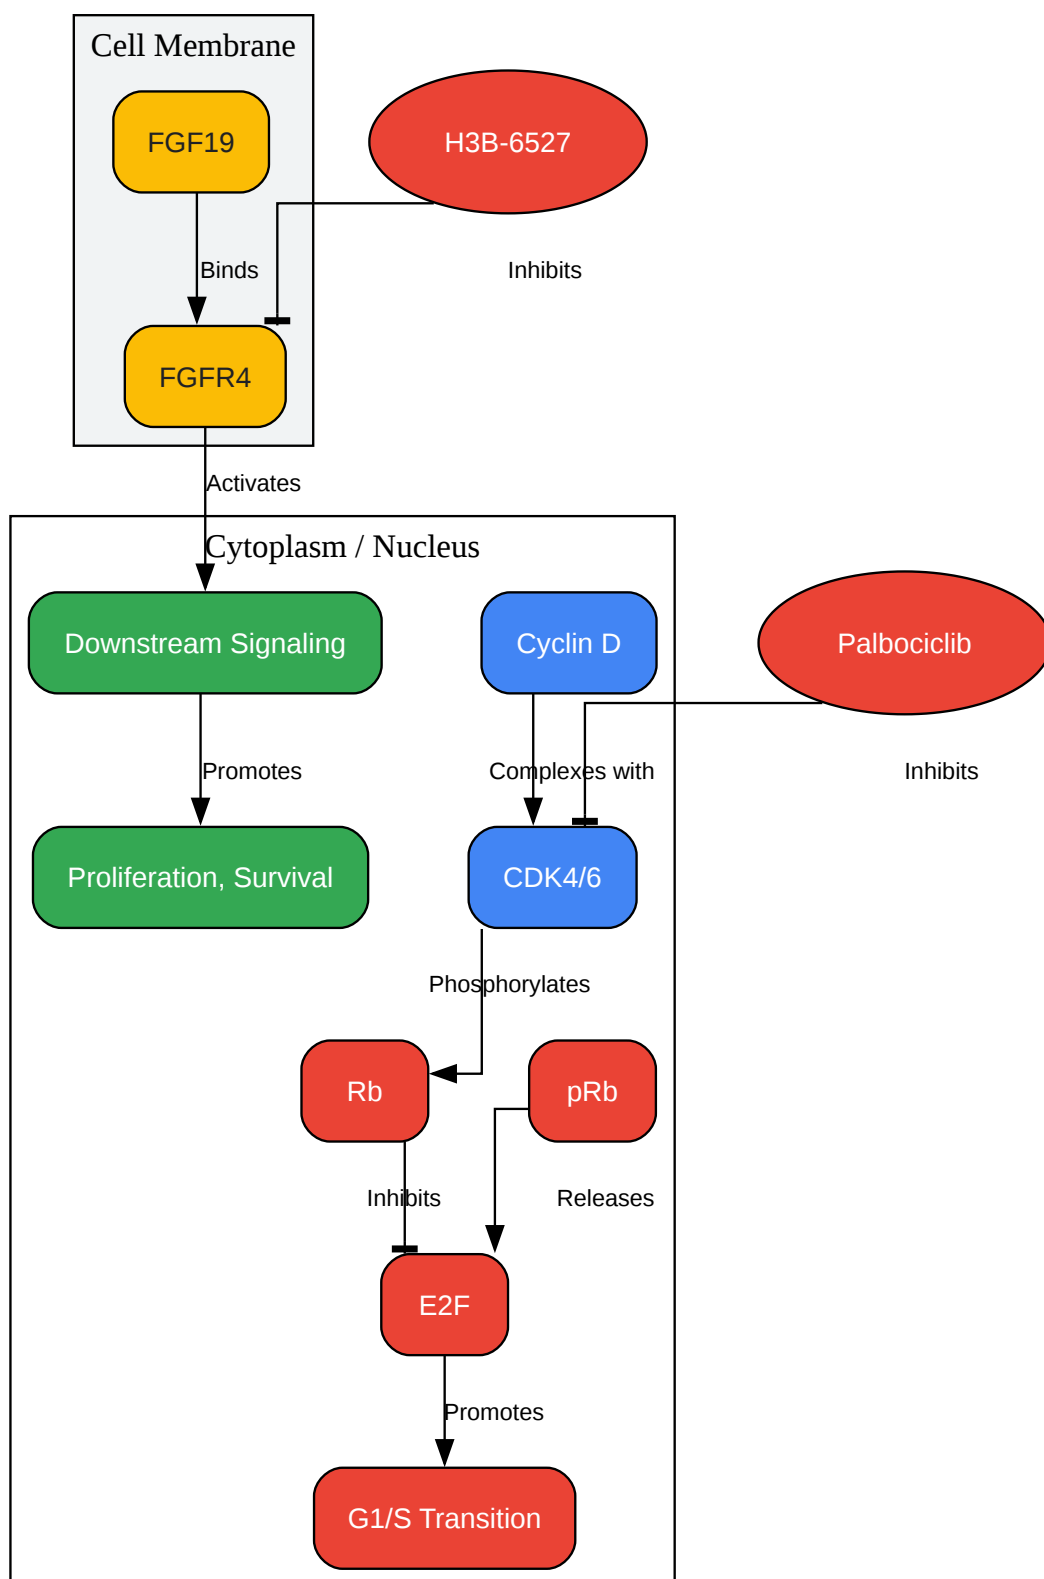 Cell Membrane
FGF19
H3B-6527
Binds
Inhibits
FGFR4
Activates
Cytoplasm / Nucleus
Downstream Signaling
Cyclin D
Palbociclib
Promotes
Complexes with
Inhibits
Proliferation, Survival
CDK4/6
Phosphorylates
Rb
pRb
Inhibits
Releases
E2F
Promotes
G1/S Transition